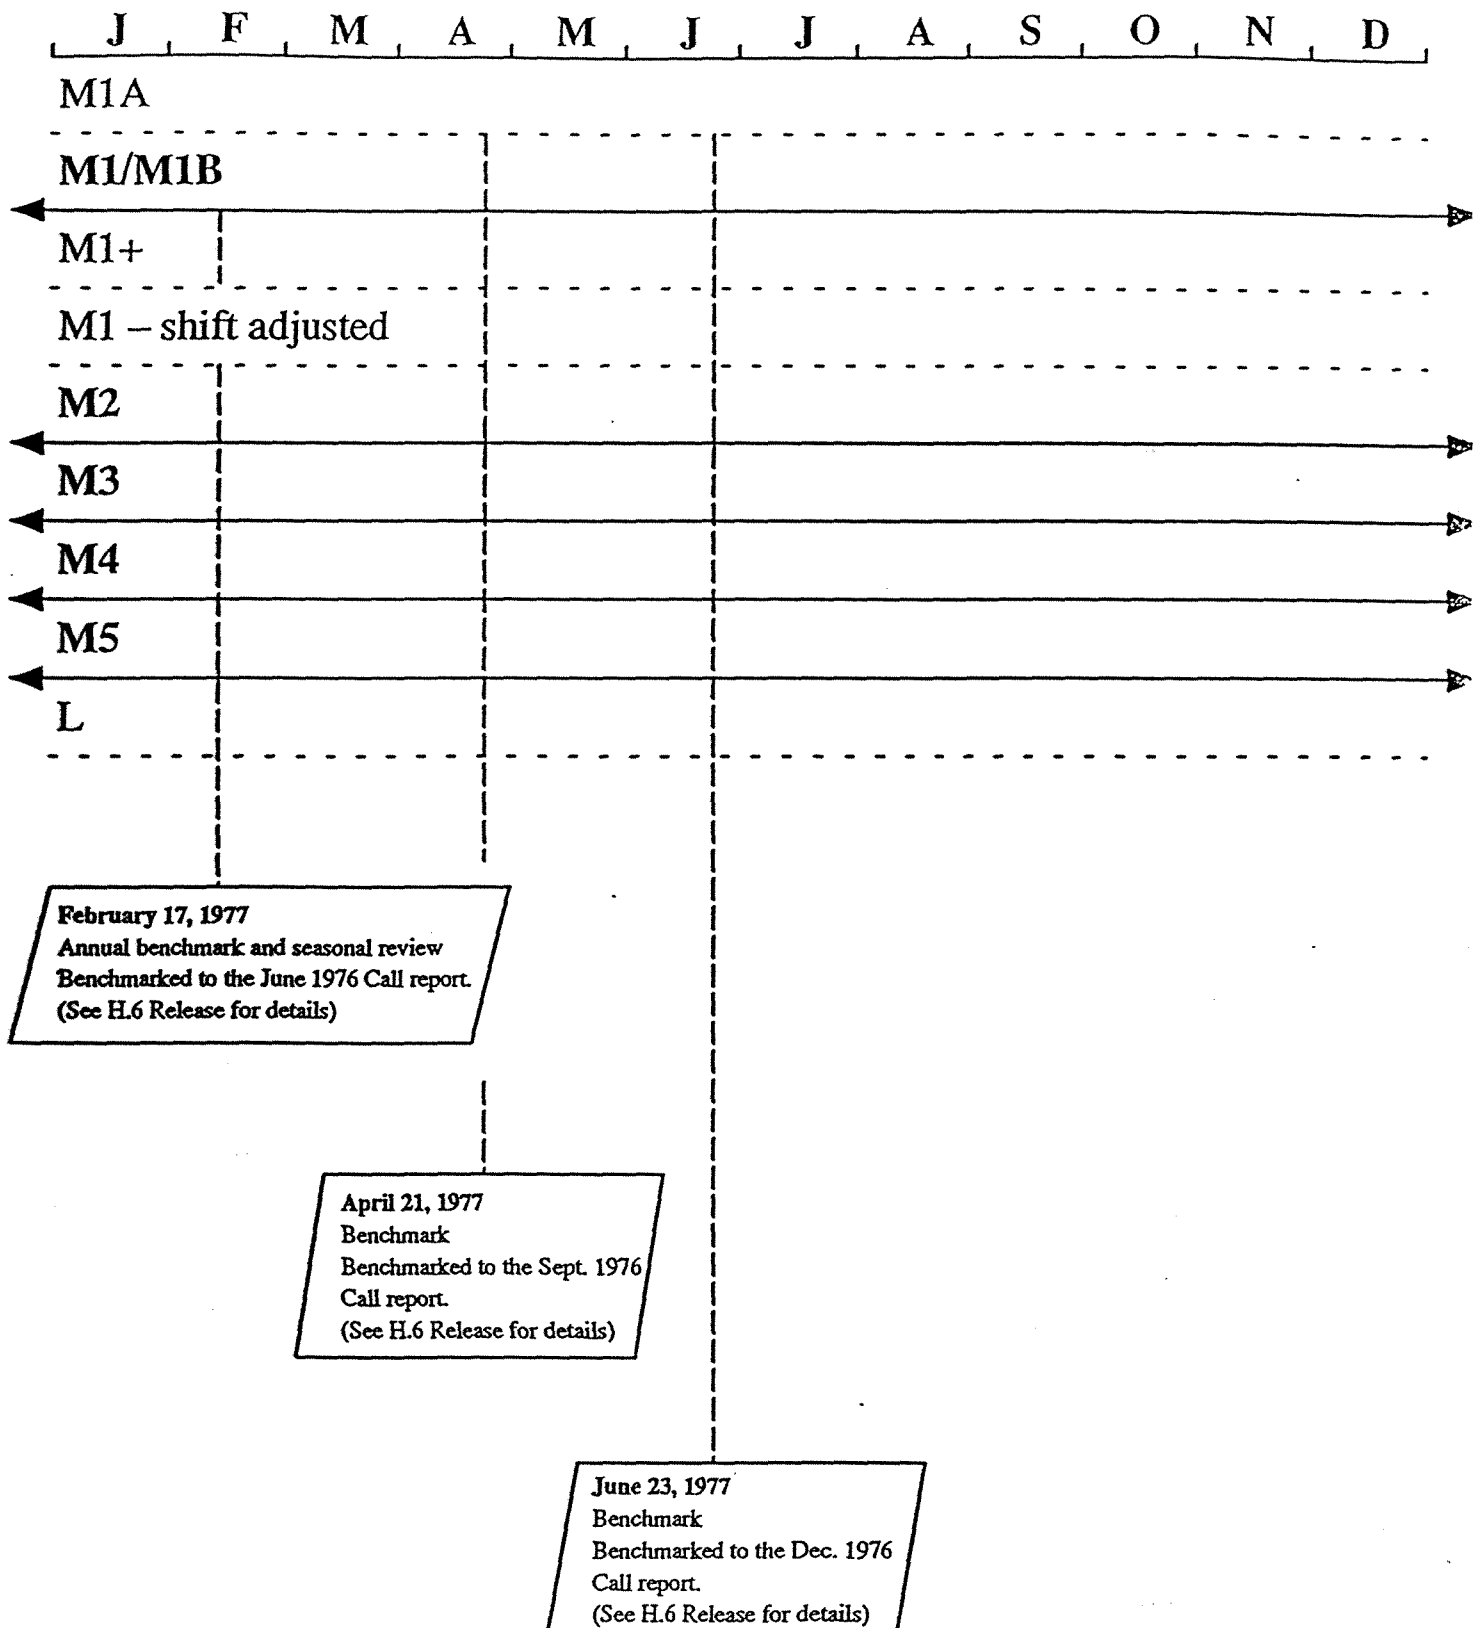 J F M A M J J A S O N D
M1A
M1/M1B
M1+
M1 – shift adjusted
M2
M3
M4
M5
L
February 17, 1977
Annual benchmark and seasonal review
Benchmarked to the June 1976 Call report.
(See H.6 Release for details)
April 21, 1977
Benchmark
Benchmarked to the Sept. 1976
Call report.
(See H.6 Release for details)
June 23, 1977
Benchmark
Benchmarked to the Dec. 1976
Call report.
(See H.6 Release for details)